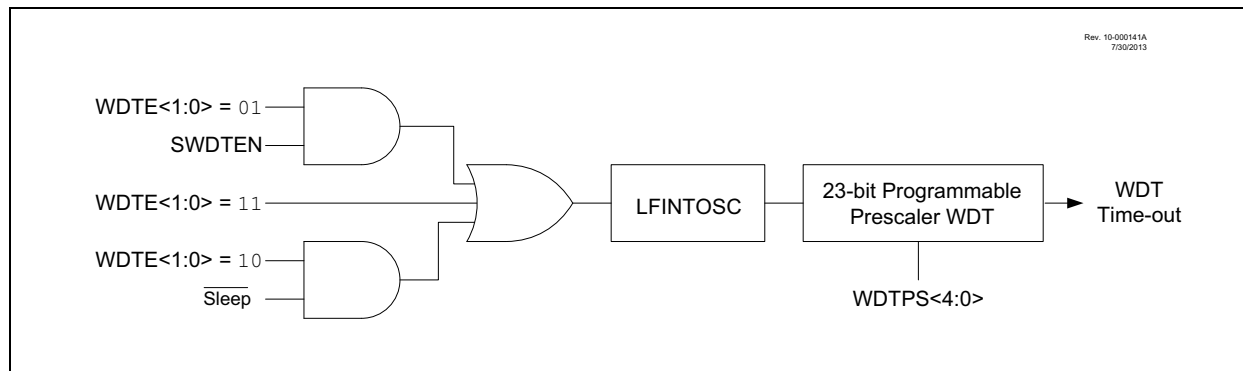 Rev. 10-000141A
7/30/2013
WDTE<1:0> = 01
SWDTEN
WDTE<1:0> = 11
WDTE<1:0> = 10
Sleep
LFINTOSC
23-bit Programmable
Prescaler WDT
WDT
Time-out
WDTPS<4:0>